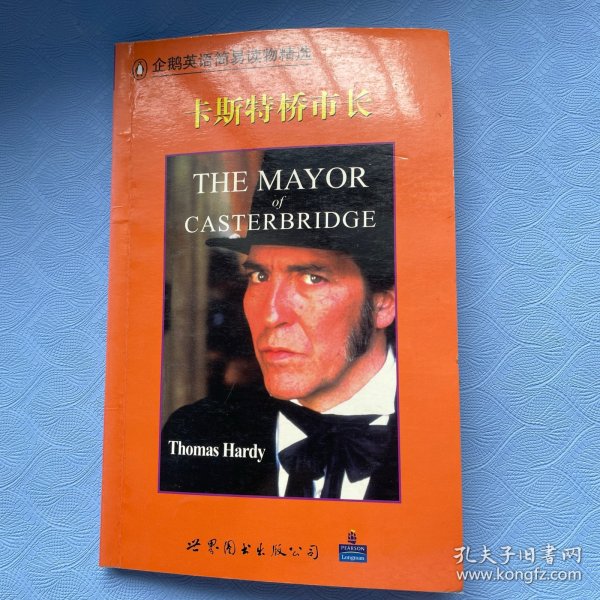 企鹅英语简易读物精选
卡斯特桥市长
THE MAYOR
of
CASTERBRIDGE
Thomas Hardy
世界图书出版公司
PEARSON
Longman
孔夫子旧书网
www.kongfz.com